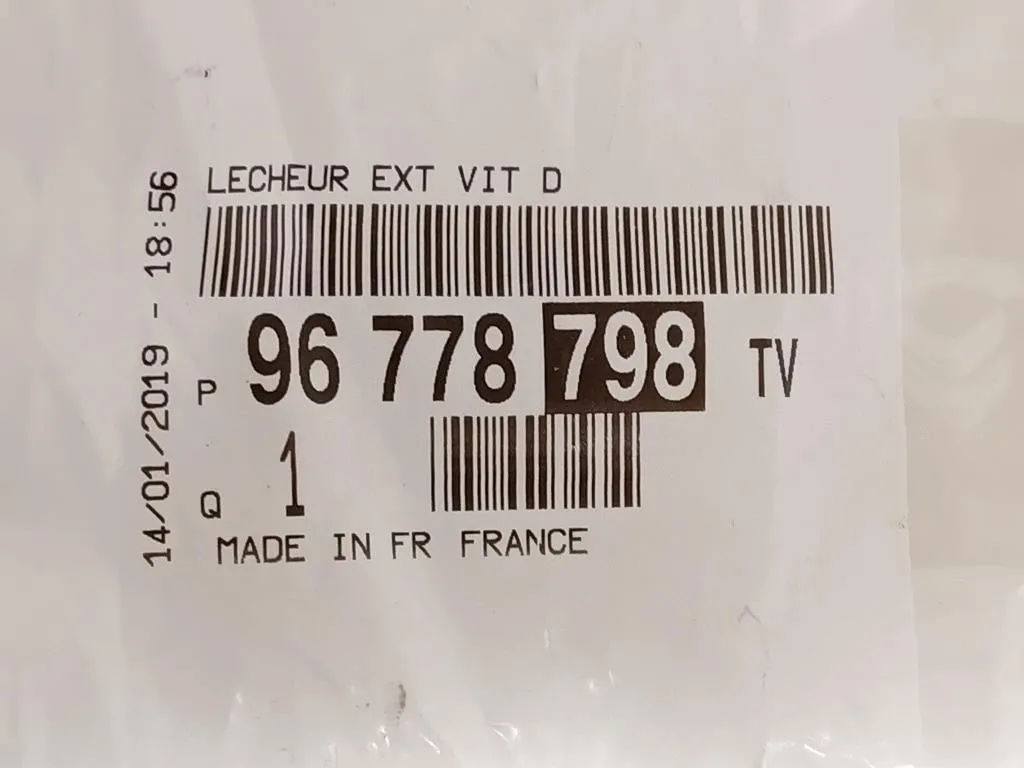 LECHEUR EXT VIT D
P 96 778 798 TV
Q 1
MADE IN FR FRANCE
14/01/2019 - 18:56